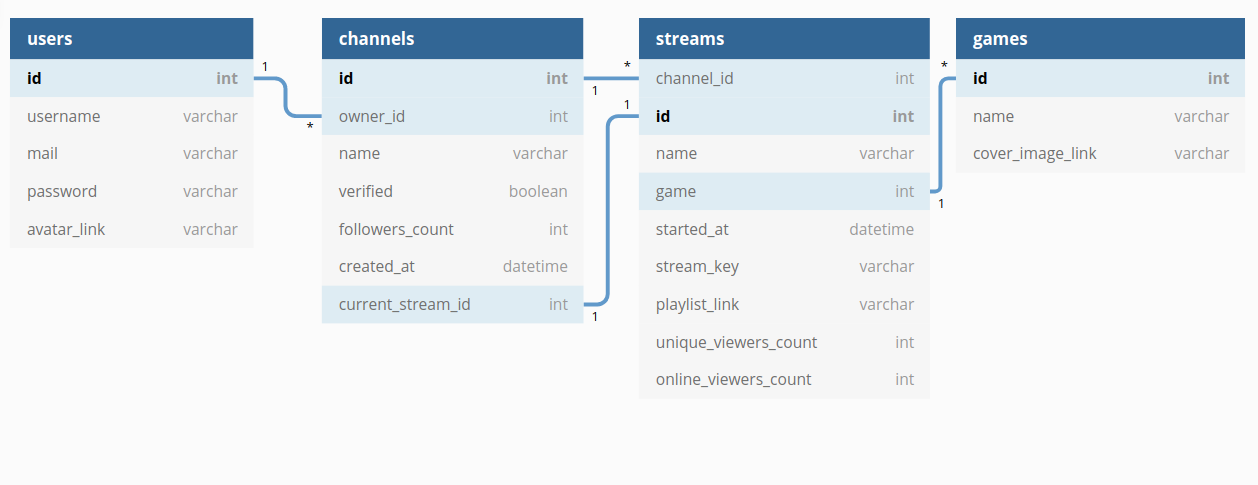 users
id int
username varchar
mail varchar
password varchar
avatar_link varchar
1
*
channels
id int
owner_id int
name varchar
verified boolean
followers_count int
created_at datetime
current_stream_id int
*
1
1
1
streams
channel_id int
id int
name varchar
game int
started_at datetime
stream_key varchar
playlist_link varchar
unique_viewers_count int
online_viewers_count int
*
1
games
id int
name varchar
cover_image_link varchar